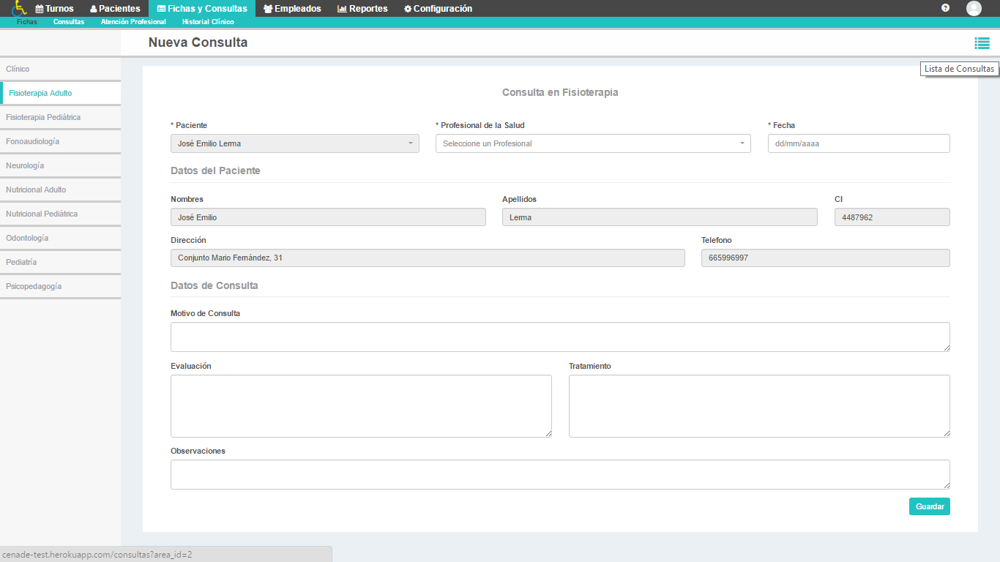 Turnos Pacientes Fichas y Consultas Empleados Reportes Configuración ?
Fichas Consultas Atención Profesional Historial Clínico
Nueva Consulta
Lista de Consultas
Clínico
Fisioterapia Adulto
Fisioterapia Pediátrica
Fonoaudiología
Neurología
Nutricional Adulto
Nutricional Pediátrica
Odontología
Pediatría
Psicopedagogía
Consulta en Fisioterapia
* Paciente * Profesional de la Salud * Fecha
José Emilio Lerma Seleccione un Profesional dd/mm/aaaa
Datos del Paciente
Nombres Apellidos CI
José Emilio Lerma 4487962
Dirección Telefono
Conjunto Mario Fernández, 31 665996997
Datos de Consulta
Motivo de Consulta
Evaluación Tratamiento
Observaciones
Guardar
cenade-test.herokuapp.com/consultas?area_id=2